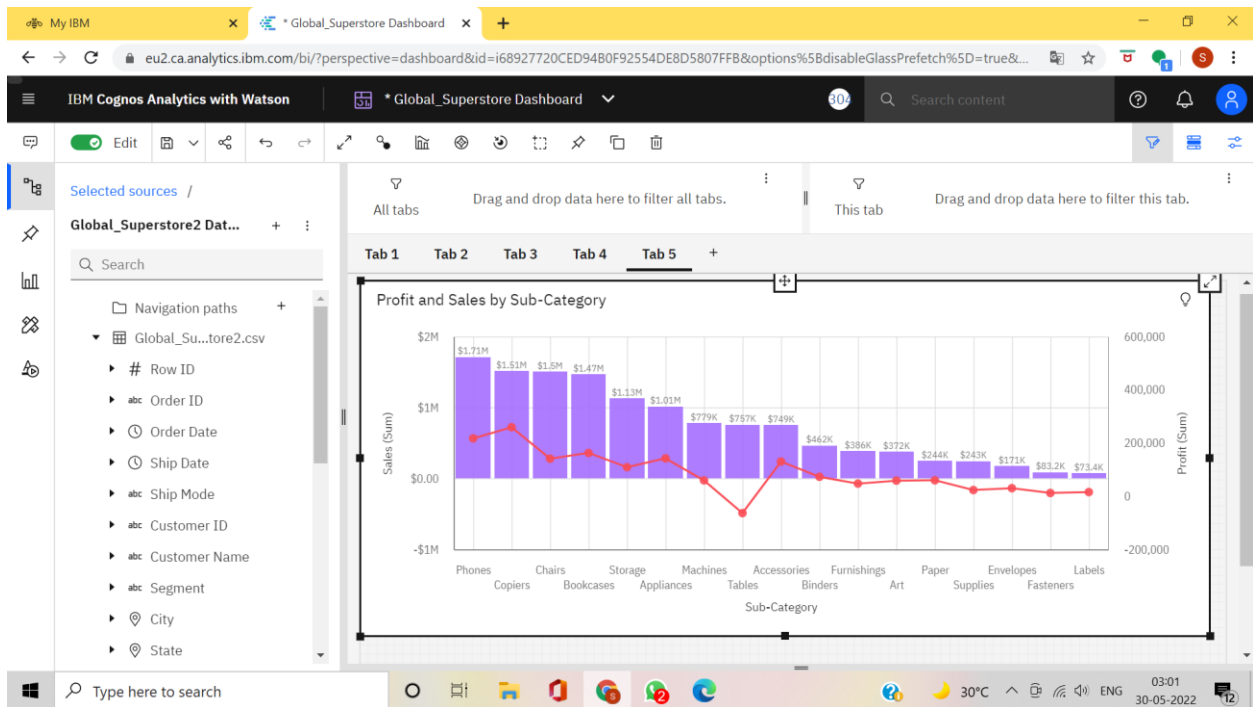 My IBM
* Global_Superstore Dashboard
eu2.ca.analytics.ibm.com/bi/?perspective=dashboard&id=i68927720CED94B0F92554DE8D5807FFB&options%5BdisableGlassPrefetch%5D=true&...
1
S
IBM Cognos Analytics with Watson
* Global_Superstore Dashboard
304
Search content
Edit
Selected sources /
Global_Superstore2 Dat...
Search
Navigation paths
Global_Su...tore2.csv
# Row ID
abc Order ID
Order Date
Ship Date
abc Ship Mode
abc Customer ID
abc Customer Name
abc Segment
City
State
All tabs
Drag and drop data here to filter all tabs.
This tab
Drag and drop data here to filter this tab.
Tab 1 Tab 2 Tab 3 Tab 4 Tab 5 +
Profit and Sales by Sub-Category
Sales (Sum)
$2M
$1M
$0.00
-$1M
$1.71M $1.51M $1.5M $1.47M $1.13M $1.01M $779K $757K $749K $462K $386K $372K $244K $243K $171K $83.2K $73.4K
600,000
400,000
200,000
0
-200,000
Profit (Sum)
Phones Chairs Storage Machines Accessories Furnishings Paper Envelopes Labels
Copiers Bookcases Appliances Tables Binders Art Supplies Fasteners
Sub-Category
Type here to search
2
30°C
ENG
03:01
30-05-2022
12